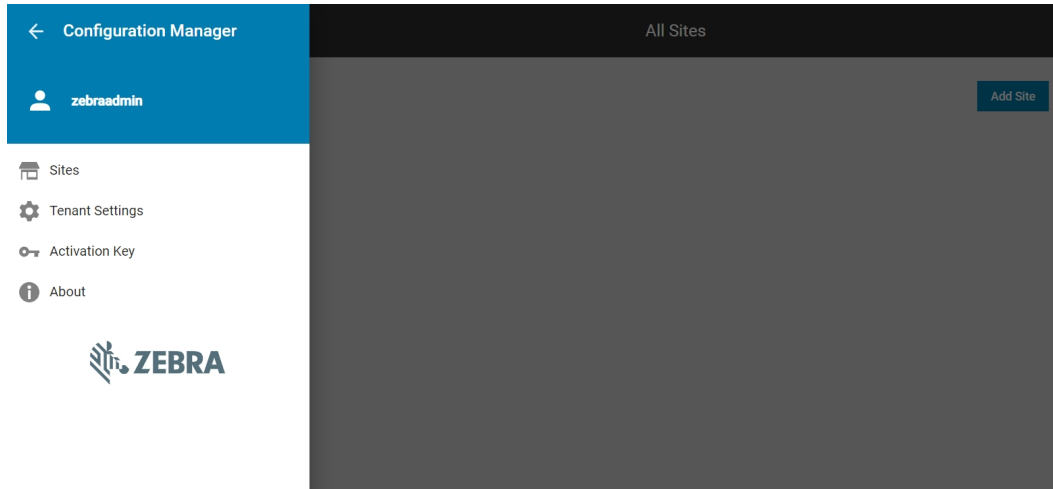 Configuration Manager
All Sites
zebraadmin
Add Site
Sites
Tenant Settings
Activation Key
About
ZEBRA